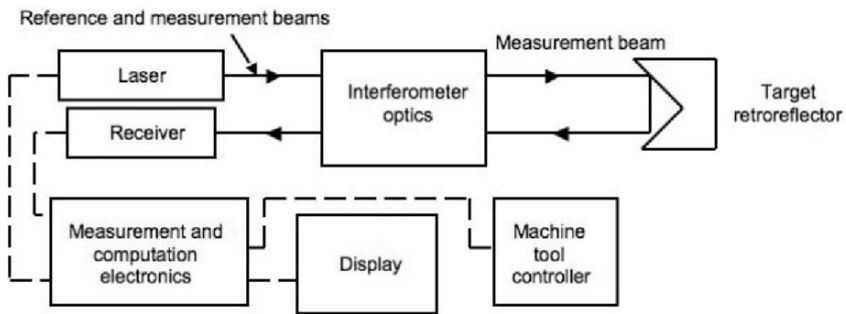 Reference and measurement beams
Measurement beam
Laser
Interferometer
optics
Target
retroreflector
Receiver
Measurement and
computation
electronics
Display
Machine
tool
controller